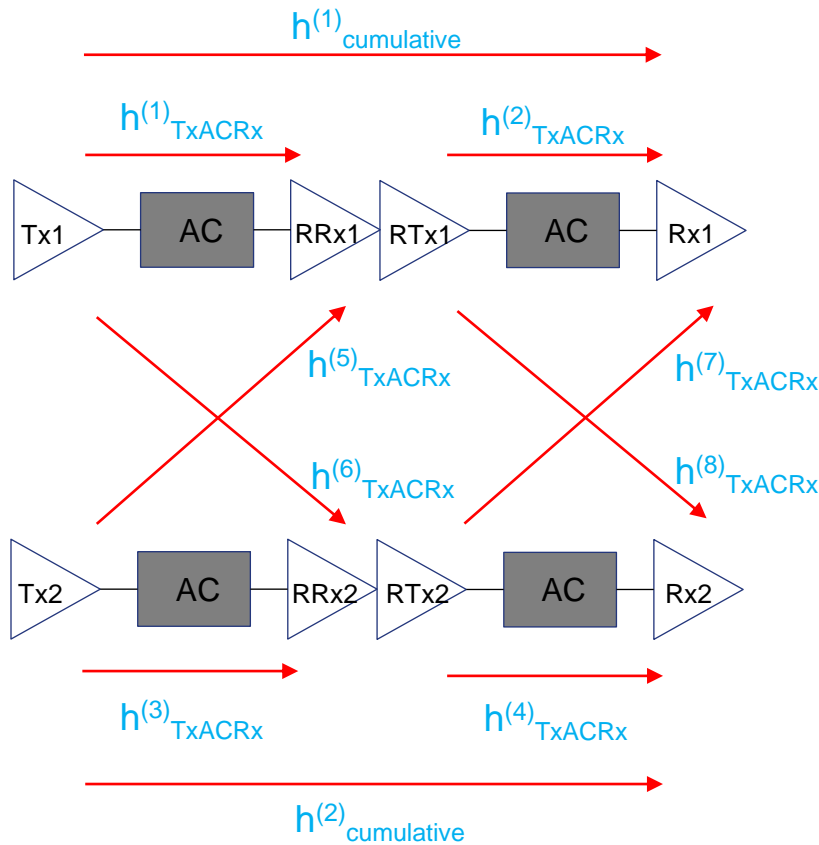 h(1)cumulative
h(1)TxACRx
h(2)TxACRx
Tx1
AC
RRx1
RTx1
AC
Rx1
h(5)TxACRx
h(7)TxACRx
h(6)TxACRx
h(8)TxACRx
Tx2
AC
RRx2
RTx2
AC
Rx2
h(3)TxACRx
h(4)TxACRx
h(2)cumulative